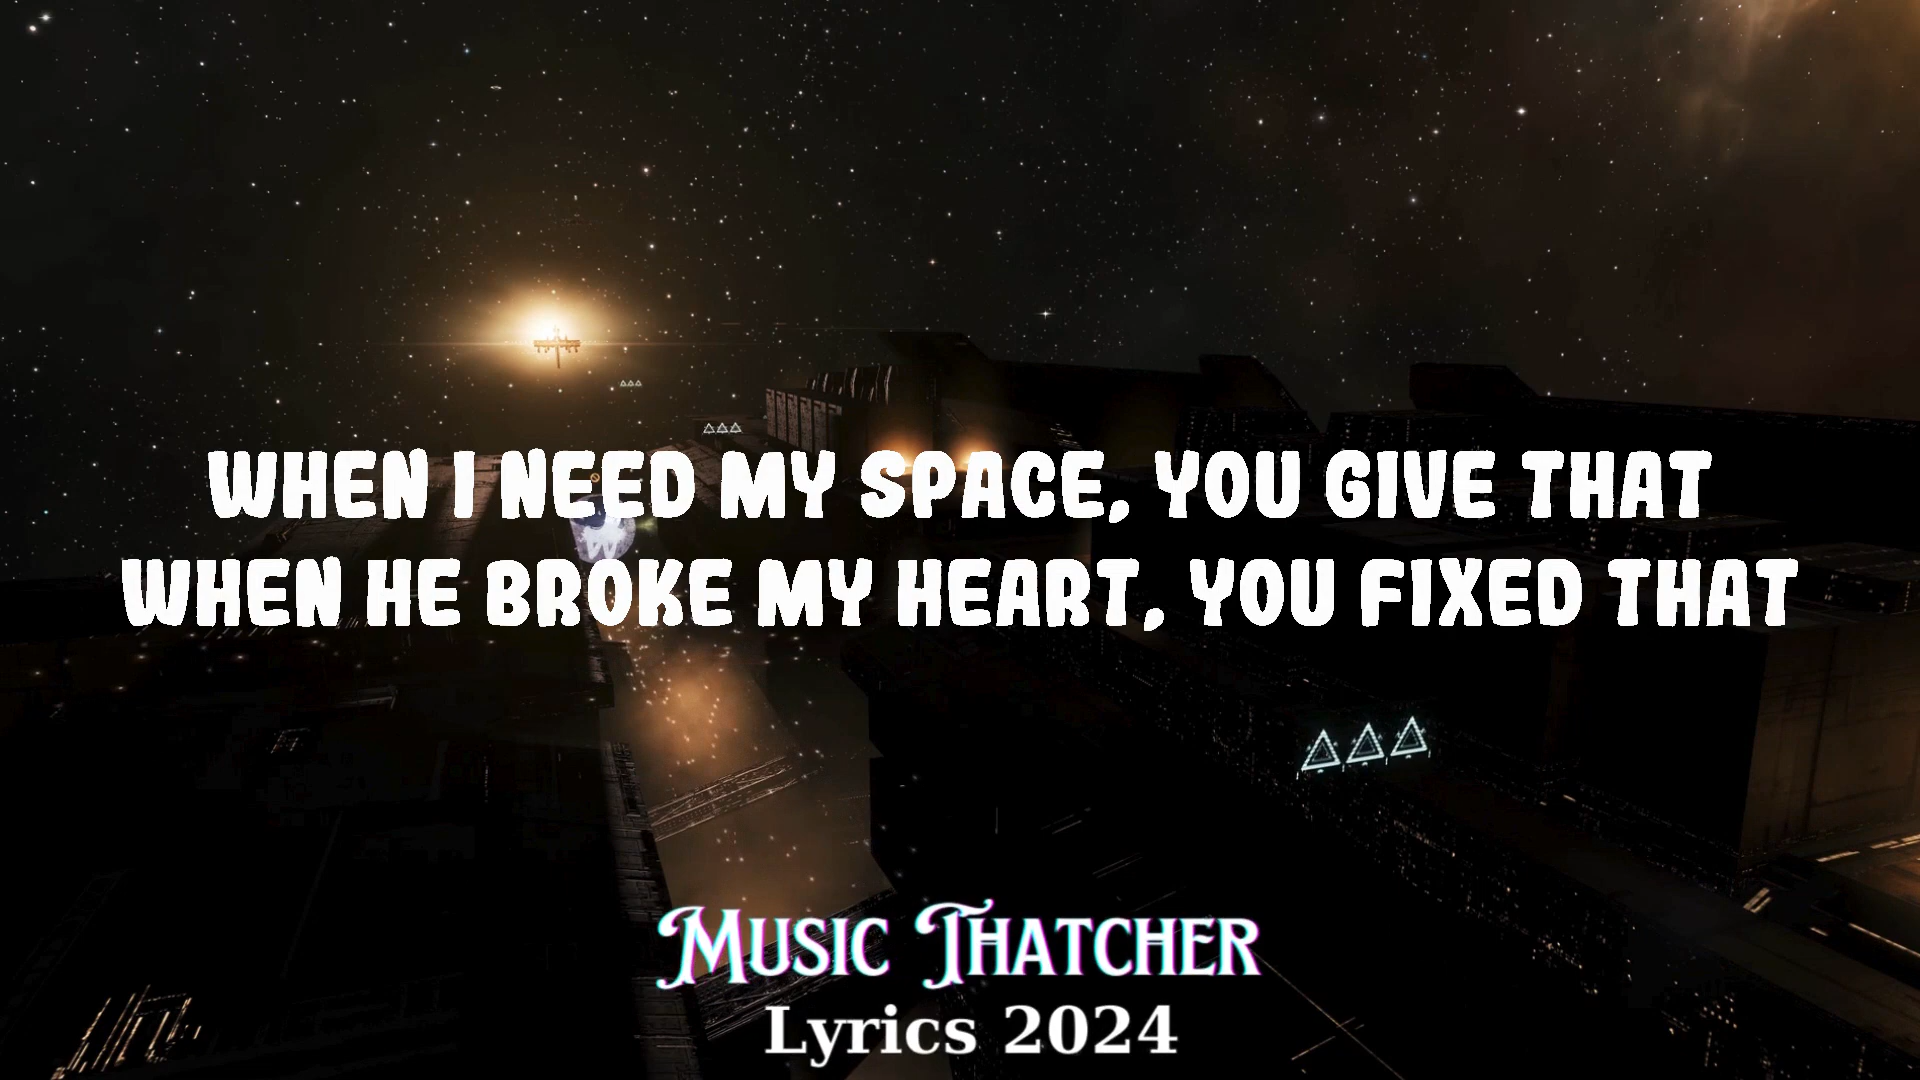 WHEN I NEED MY SPACE, YOU GIVE THAT
WHEN HE BROKE MY HEART, YOU FIXED THAT
MUSIC THATCHER
Lyrics 2024